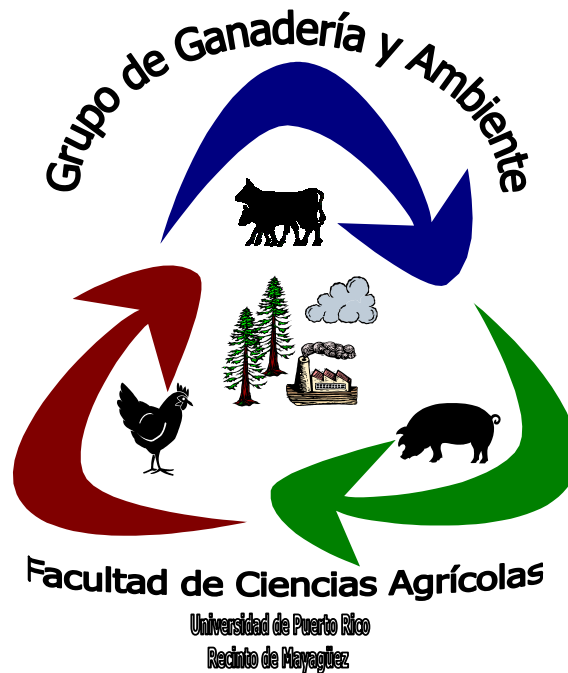 Grupo de Ganadería y Ambiente
Facultad de Ciencias Agrícolas
Universidad de Puerto Rico
Recinto de Mayagüez